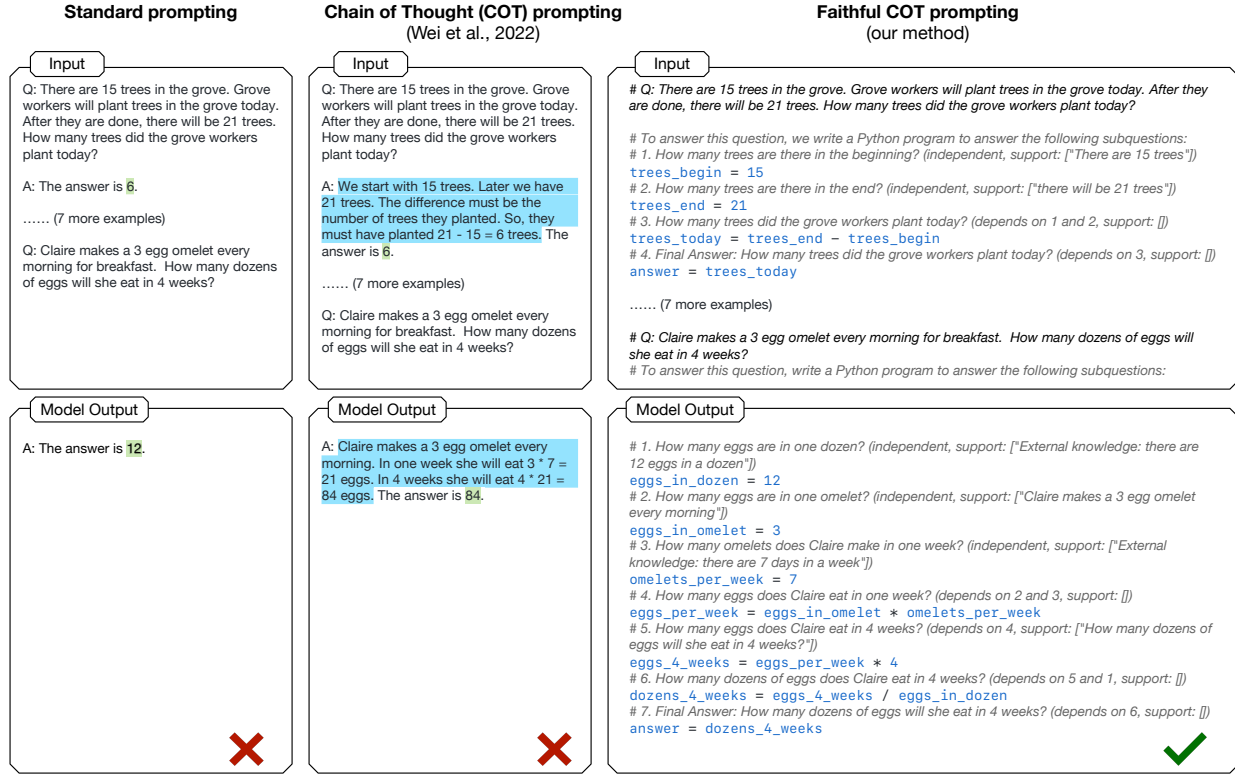 Standard prompting
Input
Q: There are 15 trees in the grove. Grove
workers will plant trees in the grove today.
After they are done, there will be 21 trees.
How many trees did the grove workers
plant today?
A: The answer is 6.
…… (7 more examples)
Q: Claire makes a 3 egg omelet every
morning for breakfast.  How many dozens
of eggs will she eat in 4 weeks?
Model Output
A: The answer is 12.
Chain of Thought (COT) prompting
(Wei et al., 2022)
Input
Q: There are 15 trees in the grove. Grove
workers will plant trees in the grove today.
After they are done, there will be 21 trees.
How many trees did the grove workers
plant today?
A: We start with 15 trees. Later we have
21 trees. The difference must be the
number of trees they planted. So, they
must have planted 21 - 15 = 6 trees. The
answer is 6.
…… (7 more examples)
Q: Claire makes a 3 egg omelet every
morning for breakfast.  How many dozens
of eggs will she eat in 4 weeks?
Model Output
A: Claire makes a 3 egg omelet every
morning. In one week she will eat 3 * 7 =
21 eggs. In 4 weeks she will eat 4 * 21 =
84 eggs. The answer is 84.
Faithful COT prompting
(our method)
Input
# Q: There are 15 trees in the grove. Grove workers will plant trees in the grove today. After they
are done, there will be 21 trees. How many trees did the grove workers plant today?
# To answer this question, we write a Python program to answer the following subquestions:
# 1. How many trees are there in the beginning? (independent, support: ["There are 15 trees"])
trees_begin = 15
# 2. How many trees are there in the end? (independent, support: ["there will be 21 trees"])
trees_end = 21
# 3. How many trees did the grove workers plant today? (depends on 1 and 2, support: [])
trees_today = trees_end − trees_begin
# 4. Final Answer: How many trees did the grove workers plant today? (depends on 3, support: [])
answer = trees_today
…… (7 more examples)
# Q: Claire makes a 3 egg omelet every morning for breakfast.  How many dozens of eggs will
she eat in 4 weeks?
# To answer this question, write a Python program to answer the following subquestions:
Model Output
# 1. How many eggs are in one dozen? (independent, support: ["External knowledge: there are
12 eggs in a dozen"])
eggs_in_dozen = 12
# 2. How many eggs are in one omelet? (independent, support: ["Claire makes a 3 egg omelet
every morning"])
eggs_in_omelet = 3
# 3. How many omelets does Claire make in one week? (independent, support: ["External
knowledge: there are 7 days in a week"])
omelets_per_week = 7
# 4. How many eggs does Claire eat in one week? (depends on 2 and 3, support: [])
eggs_per_week = eggs_in_omelet * omelets_per_week
# 5. How many eggs does Claire eat in 4 weeks? (depends on 4, support: ["How many dozens of
eggs will she eat in 4 weeks?"])
eggs_4_weeks = eggs_per_week * 4
# 6. How many dozens of eggs does Claire eat in 4 weeks? (depends on 5 and 1, support: [])
dozens_4_weeks = eggs_4_weeks / eggs_in_dozen
# 7. Final Answer: How many dozens of eggs will she eat in 4 weeks? (depends on 6, support: [])
answer = dozens_4_weeks